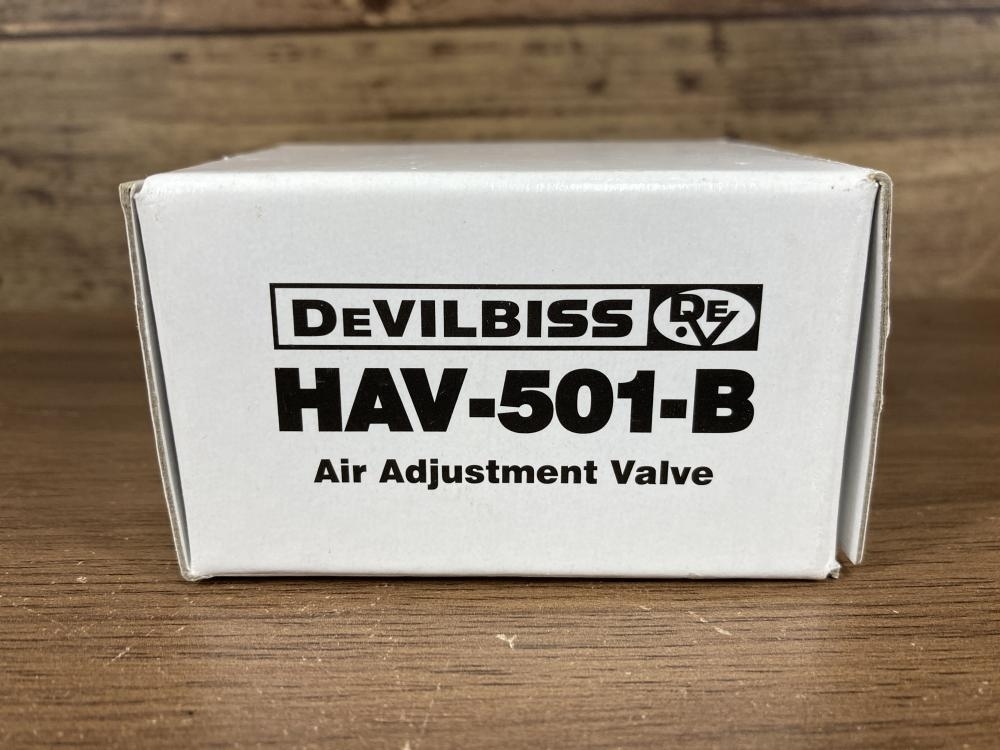 DEVILBISS DEV
HAV-501-B
Air Adjustment Valve